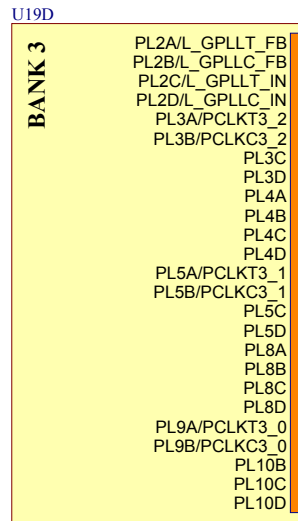 U19D
BANK 3
PL2A/L_GPLLT_FB
PL2B/L_GPLLC_FB
PL2C/L_GPLLT_IN
PL2D/L_GPLLC_IN
PL3A/PCLKT3_2
PL3B/PCLKC3_2
PL3C
PL3D
PL4A
PL4B
PL4C
PL4D
PL5A/PCLKT3_1
PL5B/PCLKC3_1
PL5C
PL5D
PL8A
PL8B
PL8C
PL8D
PL9A/PCLKT3_0
PL9B/PCLKC3_0
PL10B
PL10C
PL10D